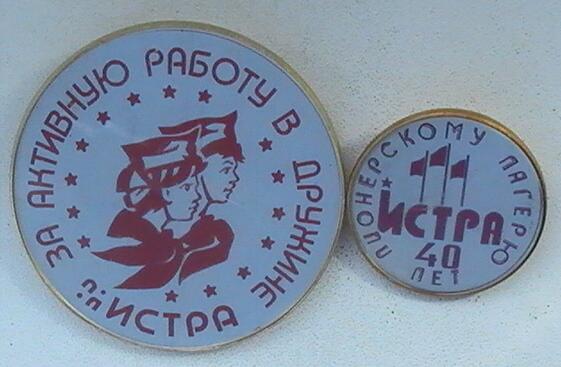 ЗА АКТИВНУЮ РАБОТУ В ДРУЖИНЕ
ИСТРА
ПИОНЕРСКОМУ ЛАГЕРЮ
ИСТРА
40
ЛЕТ